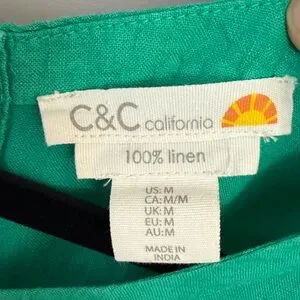 C&C california
100% linen
US: M
CA: M/M
UK: M
EU: M
AU: M
MADE IN
INDIA